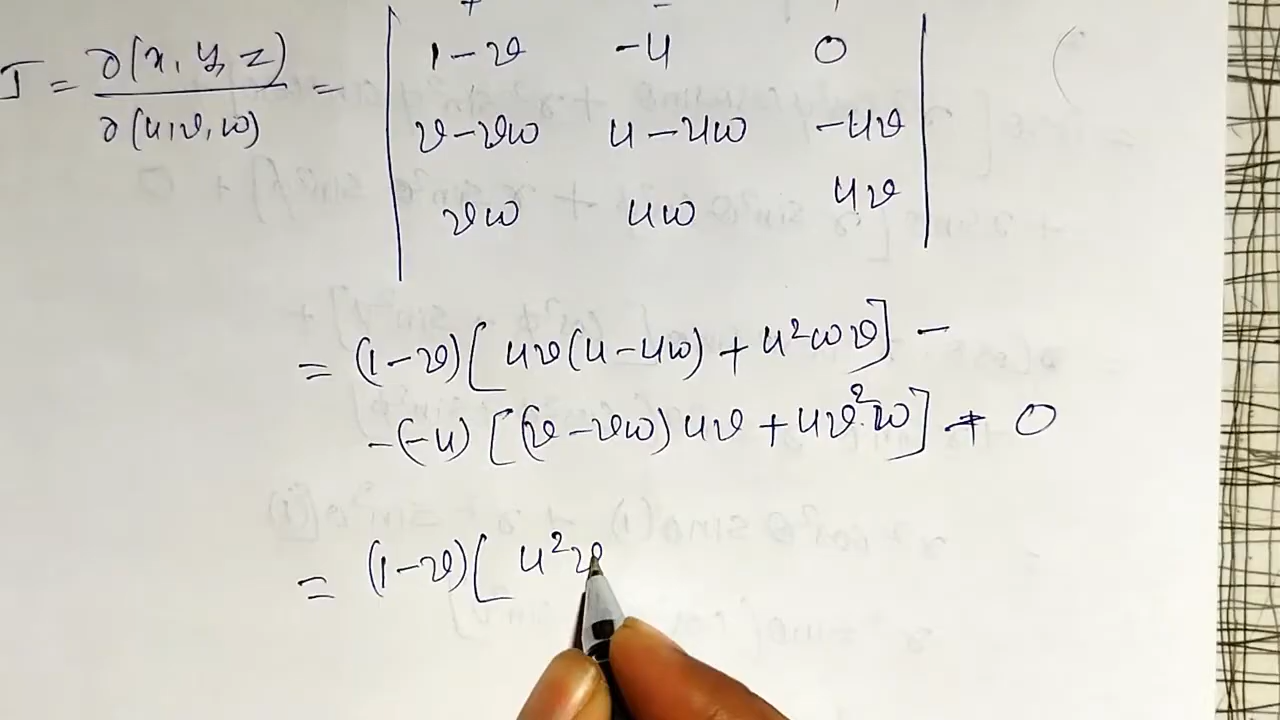 + - +
J = ∂(x, y, z) / ∂(u, v, w) = | 1-v -u 0 |
| v-vw u-uw -uv |
| vw uw uv |
= (1-v)[uv(u-uw) + u²wv] -
-(-u)[(v-vw)uv + uv²w] + 0
= (1-v)[u²v